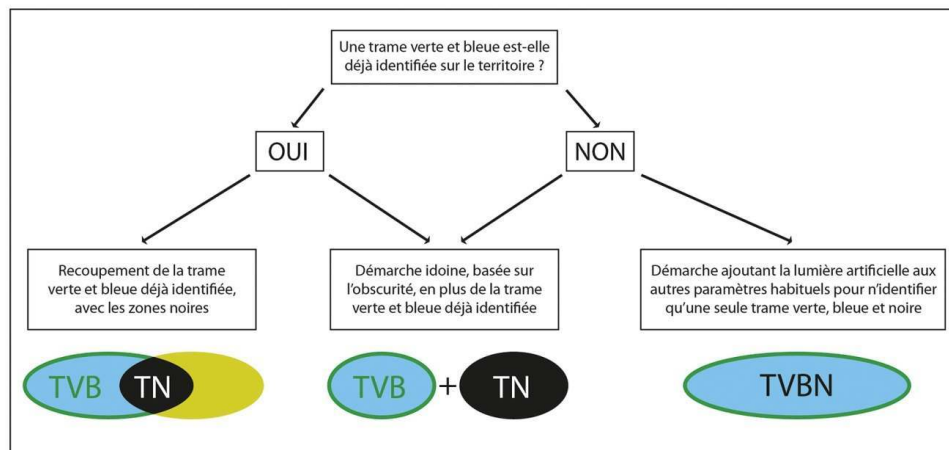 Une trame verte et bleue est-elle
déjà identifiée sur le territoire ?
OUI
NON
Recoupement de la trame
verte et bleue déjà identifiée,
avec les zones noires
Démarche idoine, basée sur
l'obscurité, en plus de la trame
verte et bleue déjà identifiée
Démarche ajoutant la lumière artificielle aux
autres paramètres habituels pour n'identifier
qu'une seule trame verte, bleue et noire
TVB TN
TVB + TN
TVBN